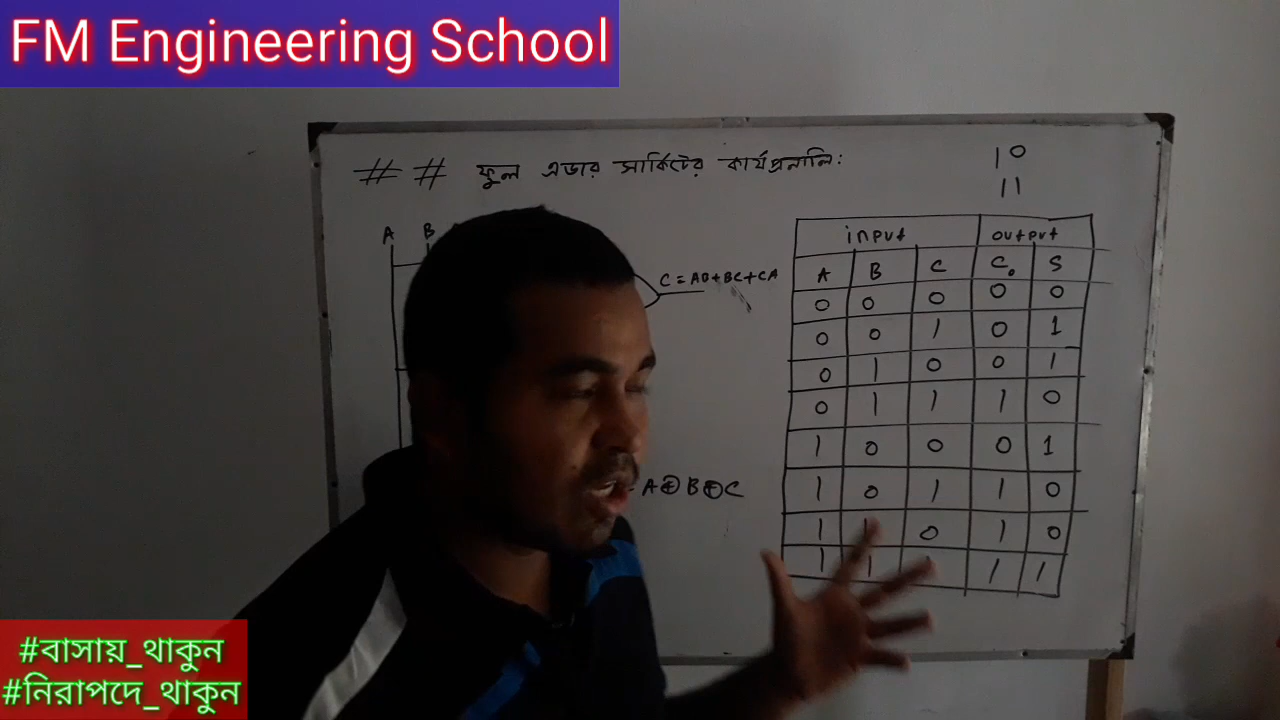 FM Engineering School
## ফুল এডার সার্কিটের কার্যপ্রনালি:
10
11
A B
C = AB+BC+CA
A⊕B⊕C
input output
A B C C₀ S
0 0 0 0 0
0 0 1 0 1
0 1 0 0 1
0 1 1 1 0
1 0 0 0 1
1 0 1 1 0
1 1 0 1 0
1 1 1 1
#বাসায়_থাকুন
#নিরাপদে_থাকুন